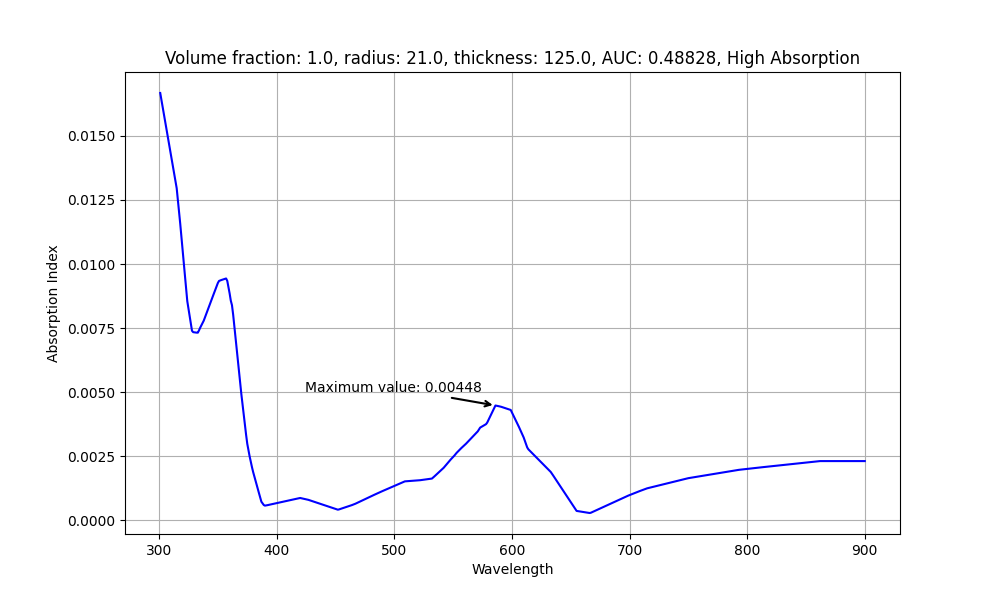 Volume fraction: 1.0, radius: 21.0, thickness: 125.0, AUC: 0.48828, High Absorption
Absorption Index
0.0150
0.0125
0.0100
0.0075
0.0050
0.0025
0.0000
Maximum value: 0.00448
300 400 500 600 700 800 900
Wavelength